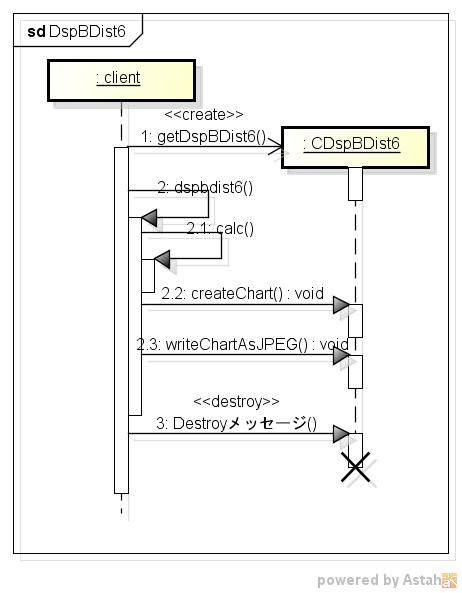 sd DspBDist6
: client
<<create>>
1: getDspBDist6()
: CDspBDist6
2: dspbdist6()
2.1: calc()
2.2: createChart() : void
2.3: writeChartAsJPEG() : void
<<destroy>>
3: Destroyメッセージ()
powered by Astah